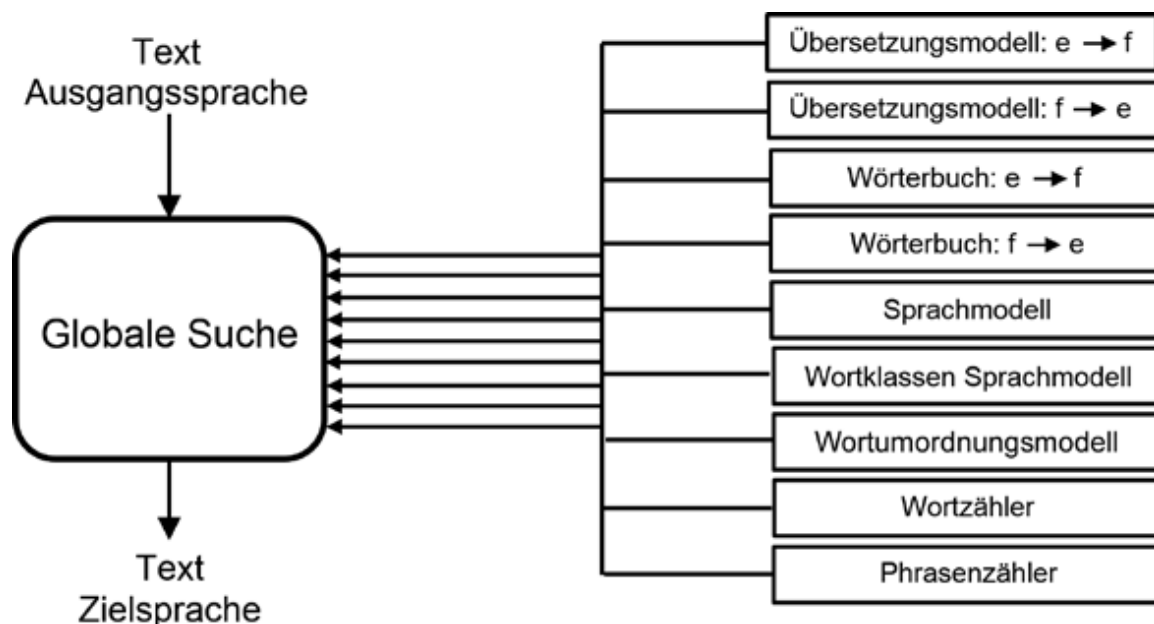 Text
Ausgangssprache
Globale Suche
Text
Zielsprache
Übersetzungsmodell: e → f
Übersetzungsmodell: f → e
Wörterbuch: e → f
Wörterbuch: f → e
Sprachmodell
Wortklassen Sprachmodell
Wortumordnungsmodell
Wortzähler
Phrasenzähler